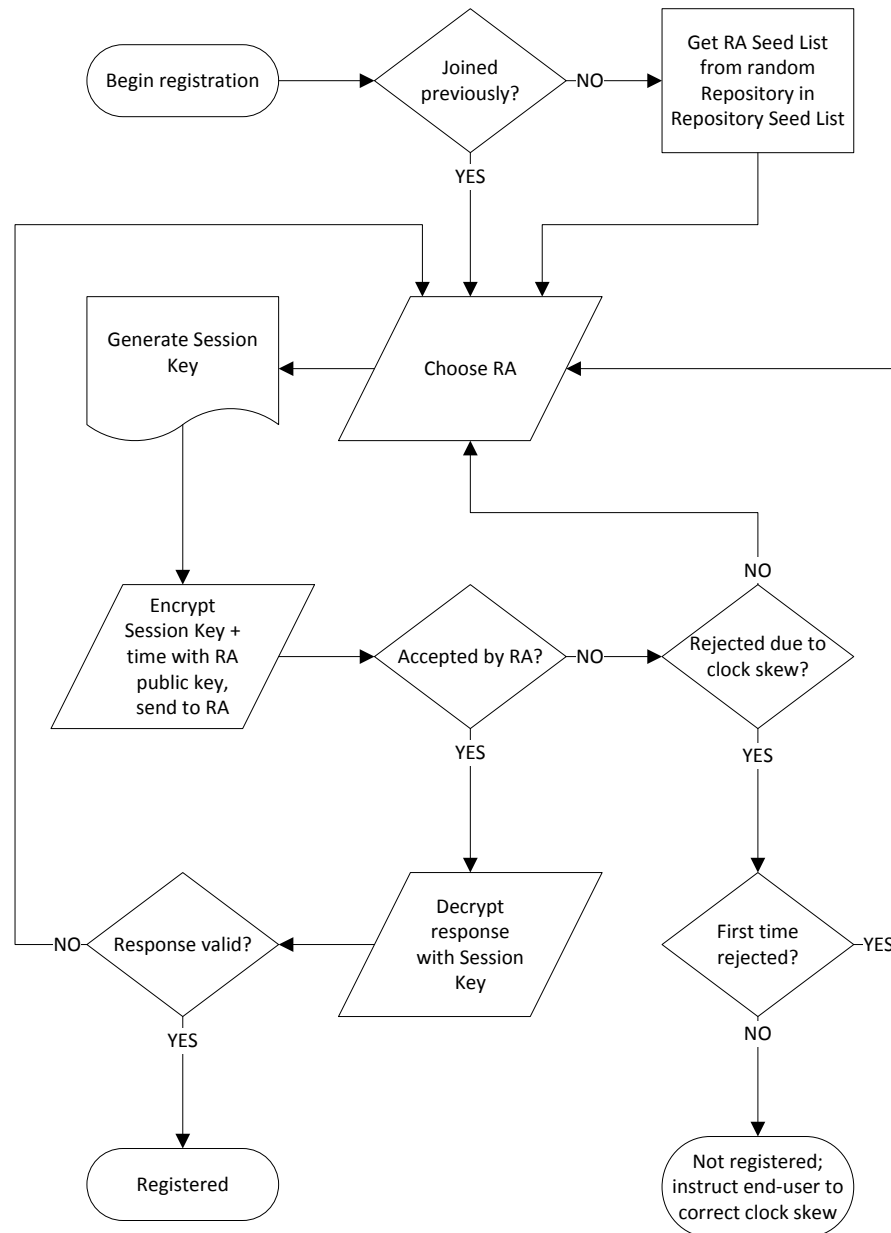 Begin registration
Joined
previously?
NO
Get RA Seed List
from random
Repository in
Repository Seed List
YES
Generate Session
Key
Choose RA
NO
Encrypt
Session Key +
time with RA
public key,
send to RA
Accepted by RA?
NO
Rejected due to
clock skew?
YES
YES
NO
Response valid?
Decrypt
response
with Session
Key
First time
rejected?
YES
YES
NO
Registered
Not registered;
instruct end-user to
correct clock skew